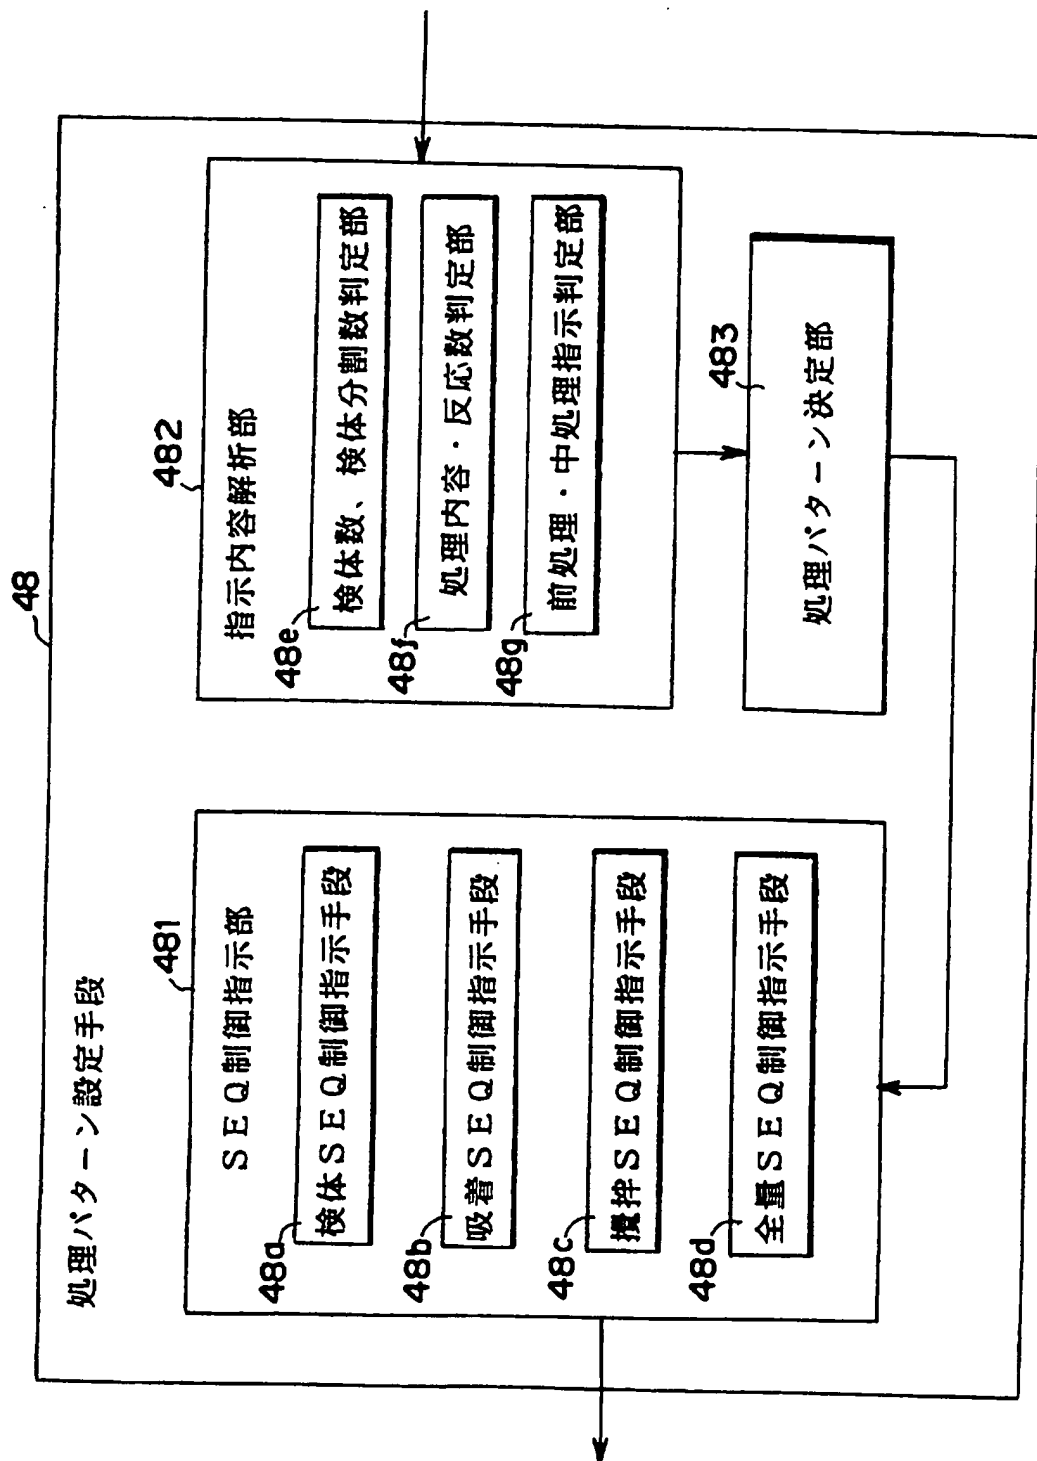 48
処理パターン設定手段
481
SEQ制御指示部
48a
検体SEQ制御指示手段
48b
吸着SEQ制御指示手段
48c
攪拌SEQ制御指示手段
48d
全量SEQ制御指示手段
482
指示内容解析部
48e
検体数、検体分割数判定部
48f
処理内容・反応数判定部
48g
前処理・中処理指示判定部
483
処理パターン決定部